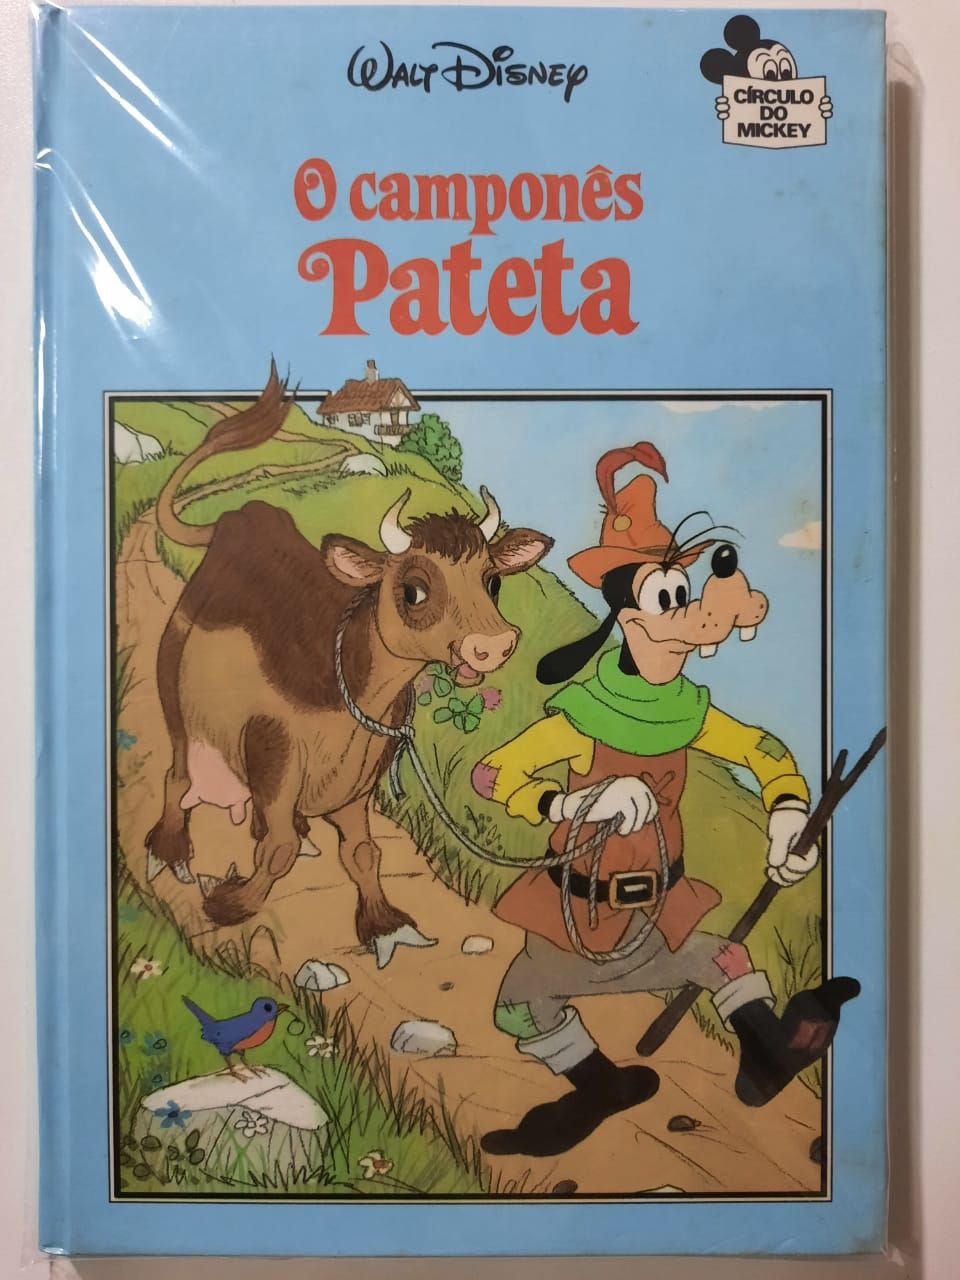 WALT DISNEY
CÍRCULO
DO
MICKEY
O camponês
Pateta